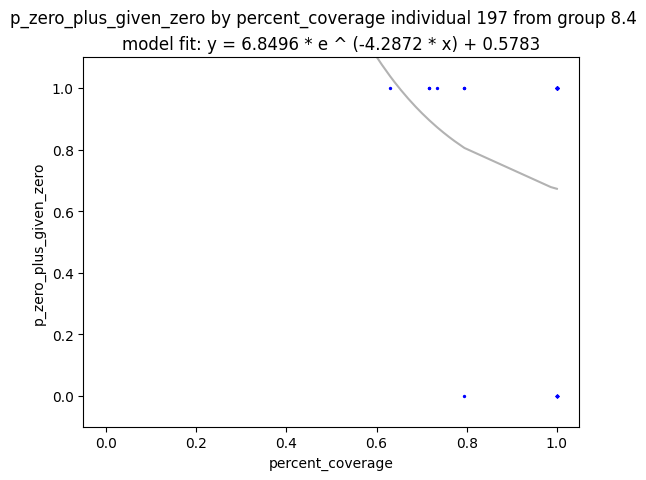 p_zero_plus_given_zero by percent_coverage individual 197 from group 8.4
model fit: y = 6.8496 * e ^ (-4.2872 * x) + 0.5783
1.0
0.8
0.6
0.4
0.2
0.0
p_zero_plus_given_zero
0.0 0.2 0.4 0.6 0.8 1.0
percent_coverage